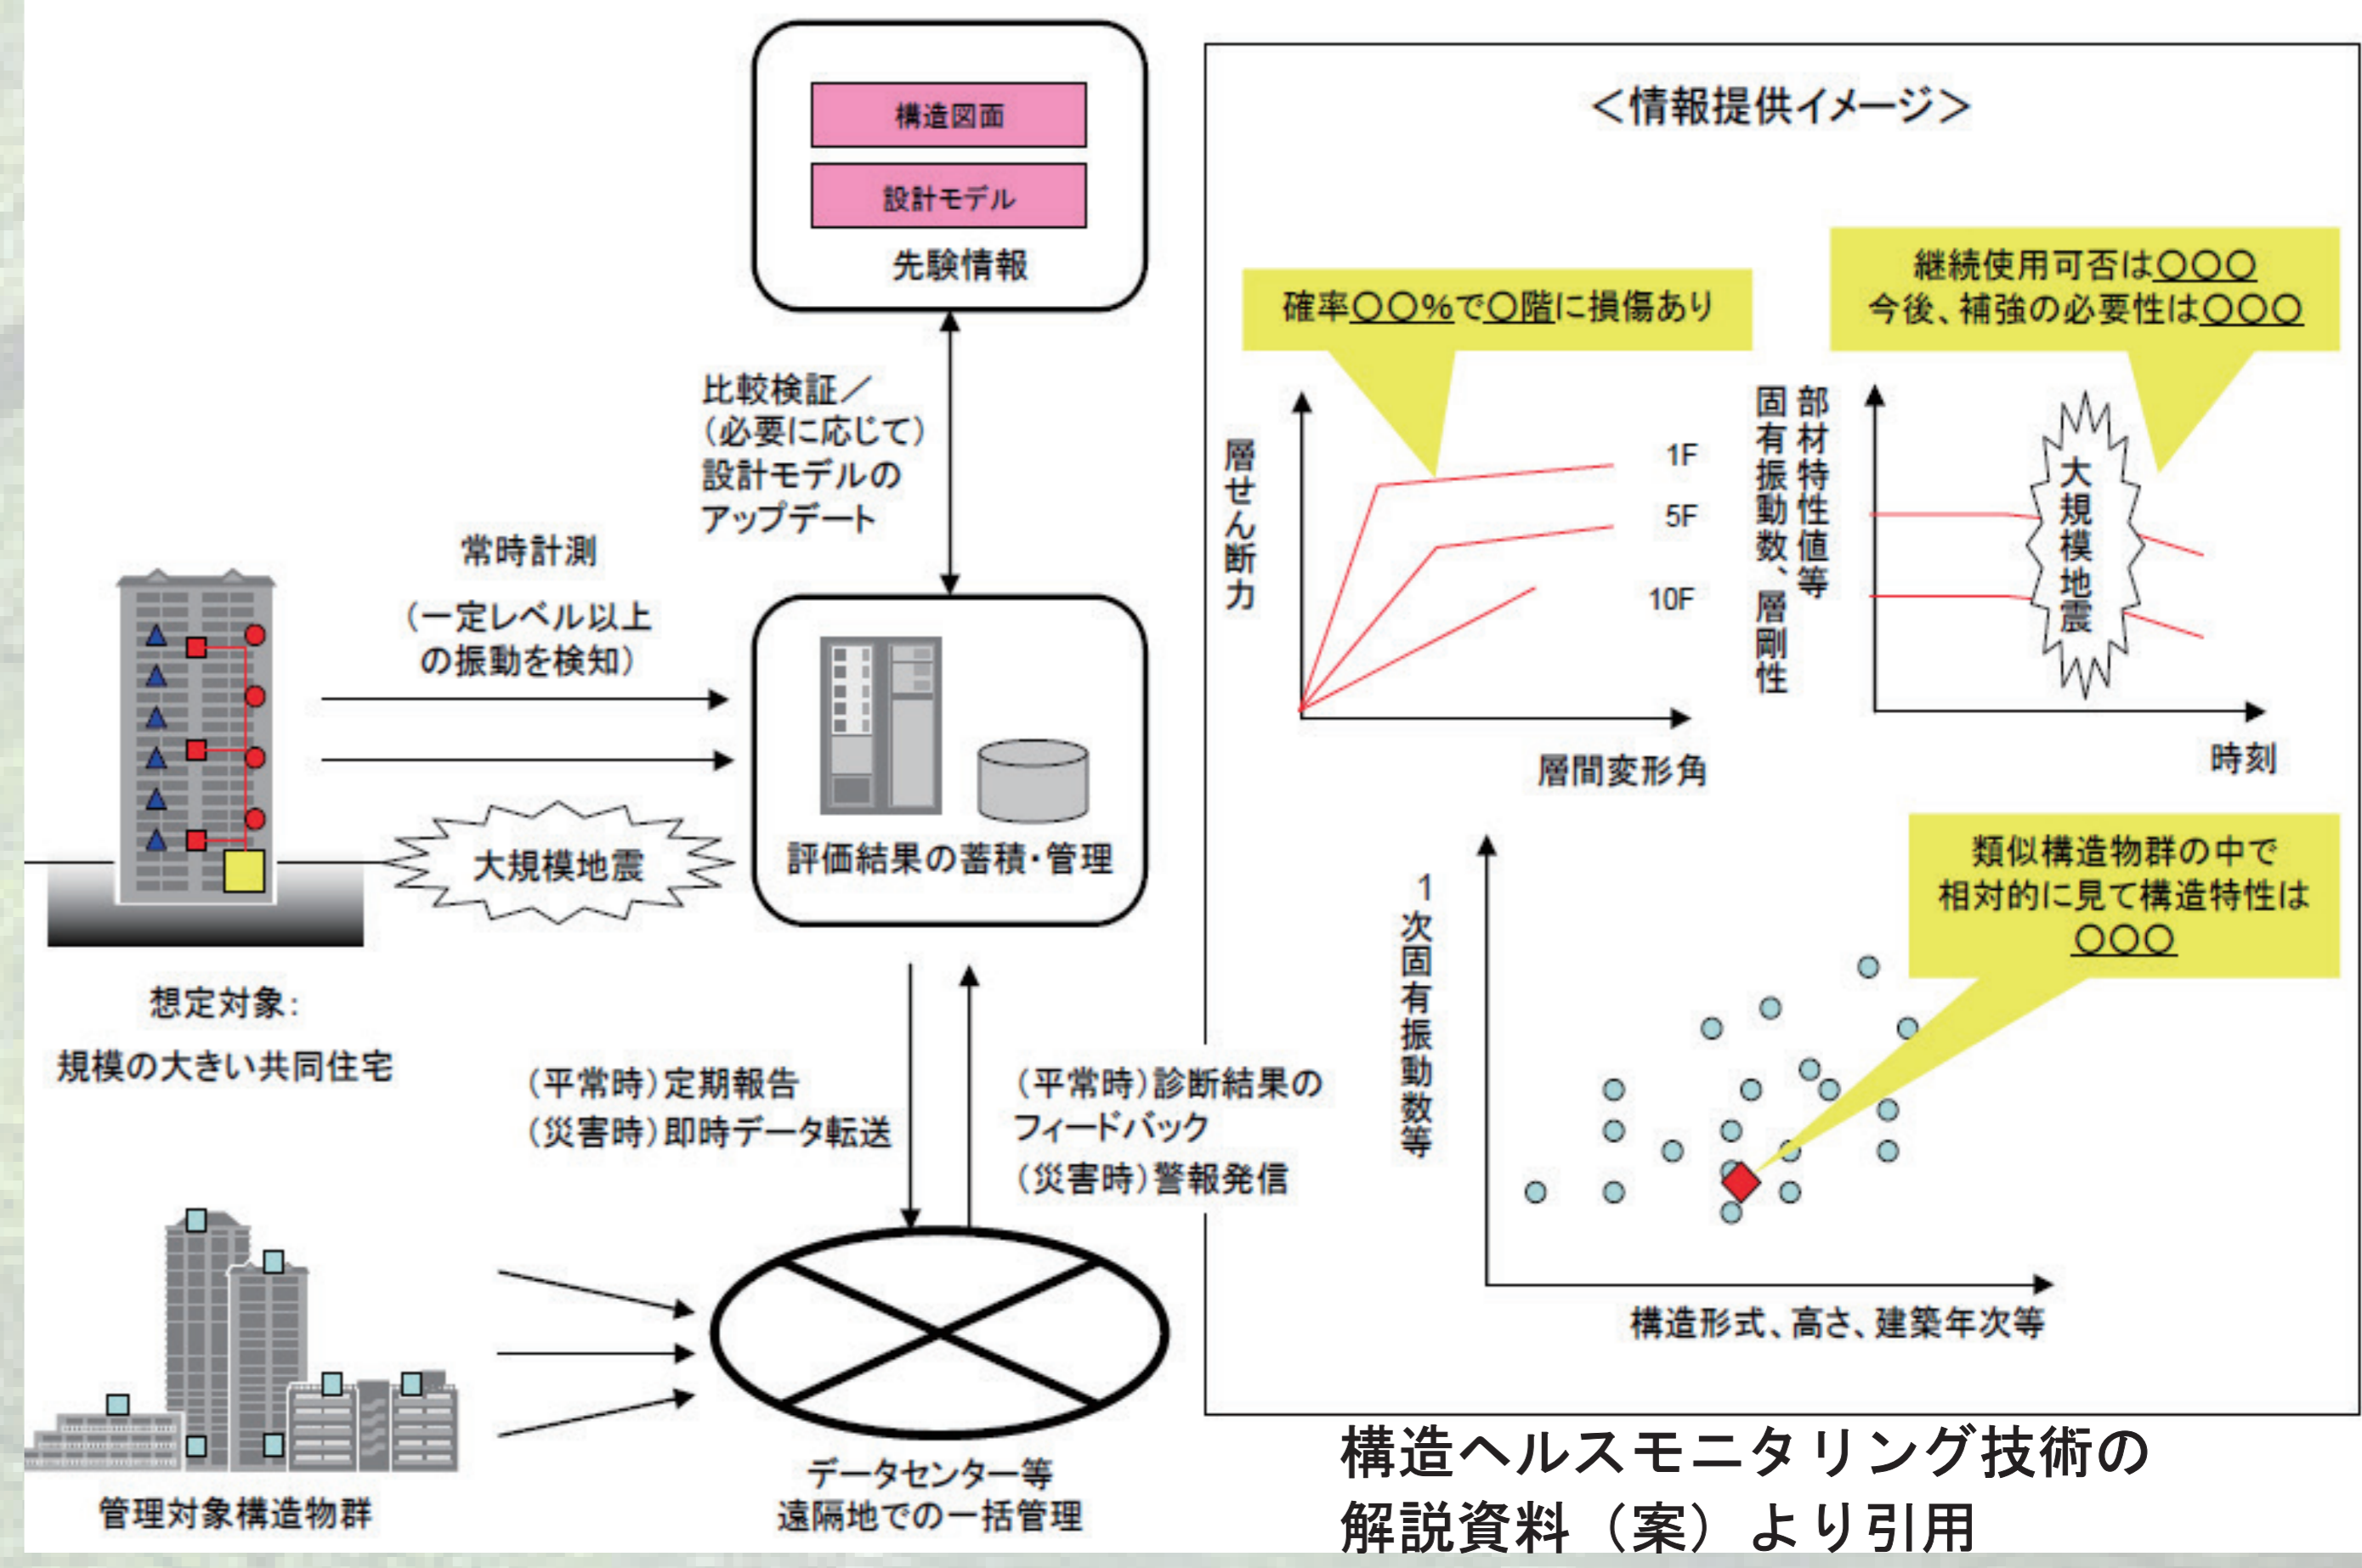 構造図面
設計モデル
先験情報
比較検証／
（必要に応じて）
設計モデルの
アップデート
常時計測
（一定レベル以上
の振動を検知）
大規模地震
評価結果の蓄積・管理
想定対象：
規模の大きい共同住宅
（平常時）定期報告
（災害時）即時データ転送
（平常時）診断結果の
フィードバック
（災害時）警報発信
管理対象構造物群
データセンター等
遠隔地での一括管理
＜情報提供イメージ＞
確率〇〇％で〇階に損傷あり
層せん断力
1F
5F
10F
層間変形角
継続使用可否は〇〇〇
今後、補強の必要性は〇〇〇
固有振動数、層剛性
部材特性値等
大規模地震
時刻
類似構造物群の中で
相対的に見て構造特性は
〇〇〇
1次固有振動数等
構造形式、高さ、建築年次等
構造ヘルスモニタリング技術の
解説資料（案）より引用